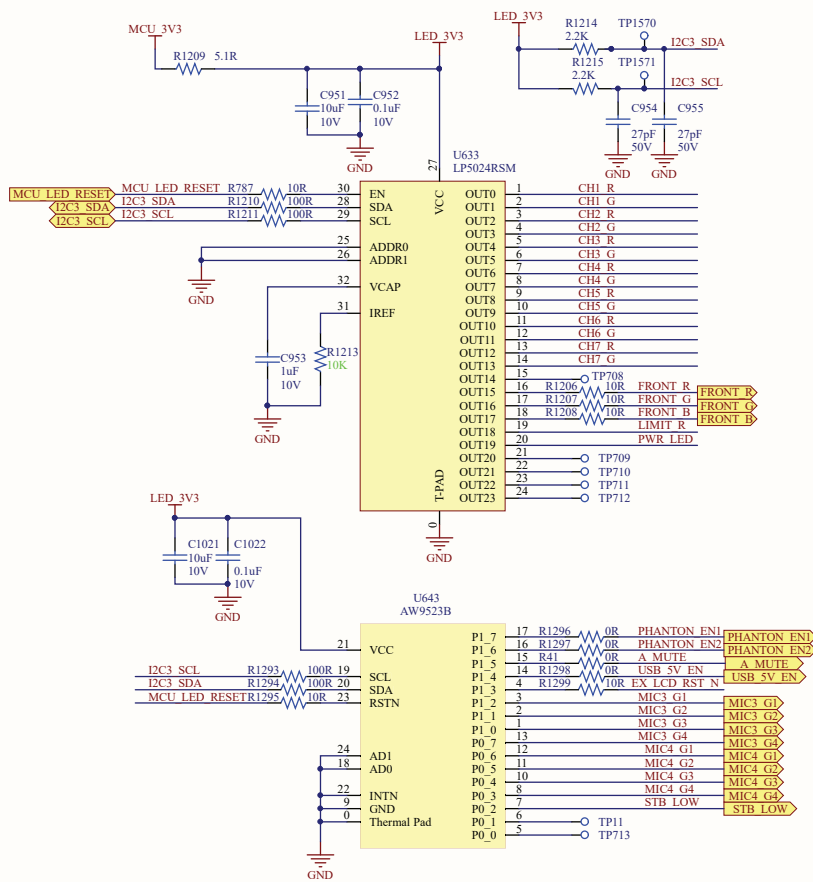 MCU_3V3
R1209 5.1R
LED_3V3
C951
10uF
10V
C952
0.1uF
10V
GND
LED_3V3
R1214
2.2K
TP1570
I2C3_SDA
R1215
2.2K
TP1571
I2C3_SCL
C954
27pF
50V
C955
27pF
50V
GND GND
U633
LP5024RSM
27
VCC
MCU_LED_RESET MCU_LED_RESET R787 10R 30 EN
I2C3_SDA I2C3_SDA R1210 100R 28 SDA
I2C3_SCL I2C3_SCL R1211 100R 29 SCL
25 ADDR0
26 ADDR1
GND
32 VCAP
31 IREF
C953
1uF
10V
R1213
10K
GND
OUT0 1 CH1_R
OUT1 2 CH1_G
OUT2 3 CH2_R
OUT3 4 CH2_G
OUT4 5 CH3_R
OUT5 6 CH3_G
OUT6 7 CH4_R
OUT7 8 CH4_G
OUT8 9 CH5_R
OUT9 10 CH5_G
OUT10 11 CH6_R
OUT11 12 CH6_G
OUT12 13 CH7_R
OUT13 14 CH7_G
OUT14 15 TP708
OUT15 16 R1206 10R FRONT_R FRONT_R
OUT16 17 R1207 10R FRONT_G FRONT_G
OUT17 18 R1208 10R FRONT_B FRONT_B
OUT18 19 LIMIT_R
OUT19 20 PWR_LED
OUT20 21 TP709
OUT21 22 TP710
OUT22 23 TP711
OUT23 24 TP712
T-PAD
0
GND
LED_3V3
C1021
10uF
10V
C1022
0.1uF
10V
GND
U643
AW9523B
21 VCC
I2C3_SCL R1293 100R 19 SCL
I2C3_SDA R1294 100R 20 SDA
MCU_LED_RESET R1295 10R 23 RSTN
24 AD1
18 AD0
22 INTN
9 GND
0 Thermal Pad
GND
P1_7 17 R1296 0R PHANTON_EN1 PHANTON_EN1
P1_6 16 R1297 0R PHANTON_EN2 PHANTON_EN2
P1_5 15 R41 0R A_MUTE A_MUTE
P1_4 14 R1298 0R USB_5V_EN USB_5V_EN
P1_3 4 R1299 10R EX_LCD_RST_N
P1_2 3 MIC3_G1 MIC3_G1
P1_1 2 MIC3_G2 MIC3_G2
P1_0 1 MIC3_G3 MIC3_G3
P0_7 13 MIC3_G4 MIC3_G4
P0_6 12 MIC4_G1 MIC4_G1
P0_5 11 MIC4_G2 MIC4_G2
P0_4 10 MIC4_G3 MIC4_G3
P0_3 8 MIC4_G4 MIC4_G4
P0_2 7 STB_LOW STB_LOW
P0_1 6 TP11
P0_0 5 TP713